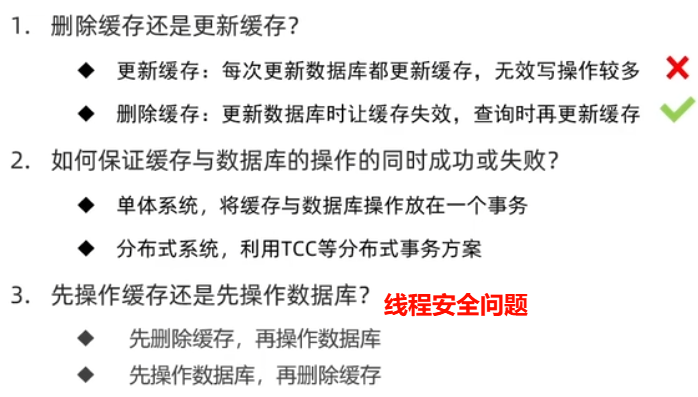 1. 删除缓存还是更新缓存？
◆ 更新缓存：每次更新数据库都更新缓存，无效写操作较多
◆ 删除缓存：更新数据库时让缓存失效，查询时再更新缓存
2. 如何保证缓存与数据库的操作的同时成功或失败？
◆ 单体系统，将缓存与数据库操作放在一个事务
◆ 分布式系统，利用TCC等分布式事务方案
3. 先操作缓存还是先操作数据库？ 线程安全问题
◆ 先删除缓存，再操作数据库
◆ 先操作数据库，再删除缓存